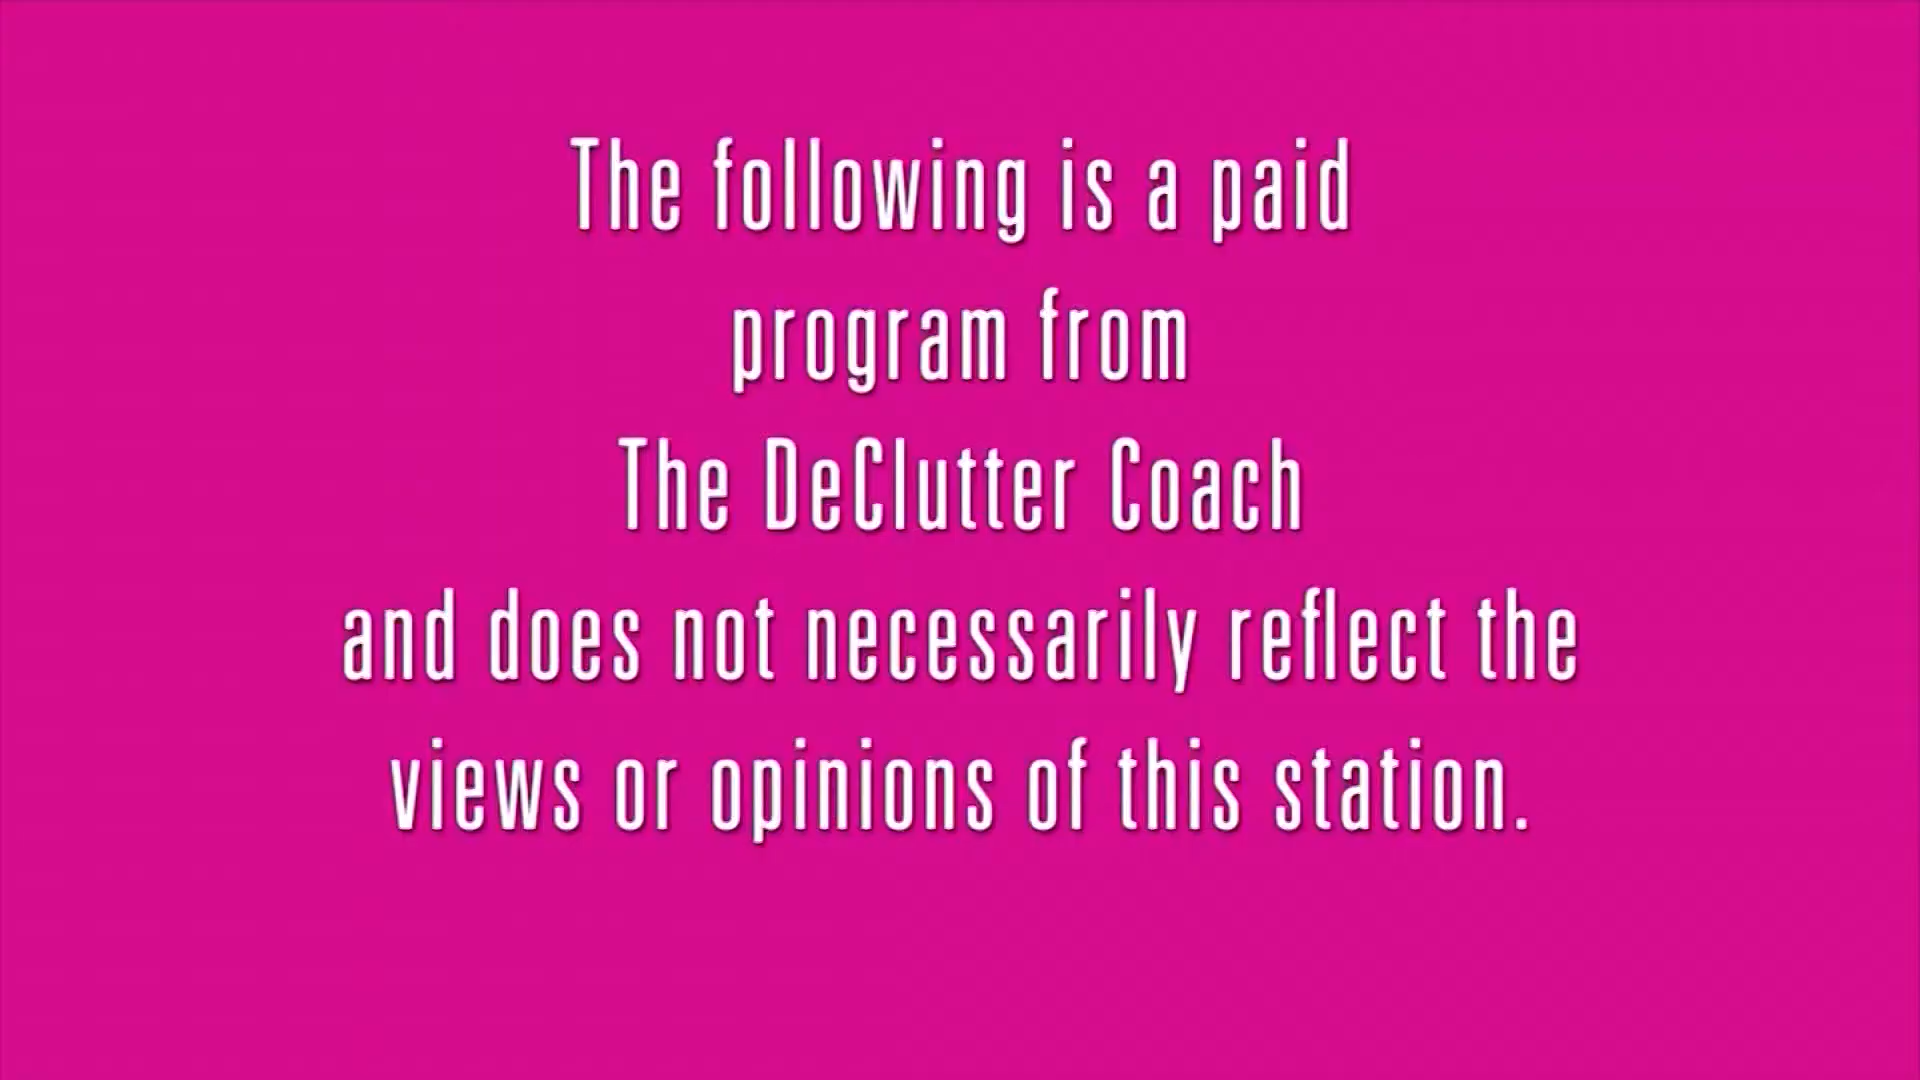 The following is a paid
program from
The DeClutter Coach
and does not necessarily reflect the
views or opinions of this station.